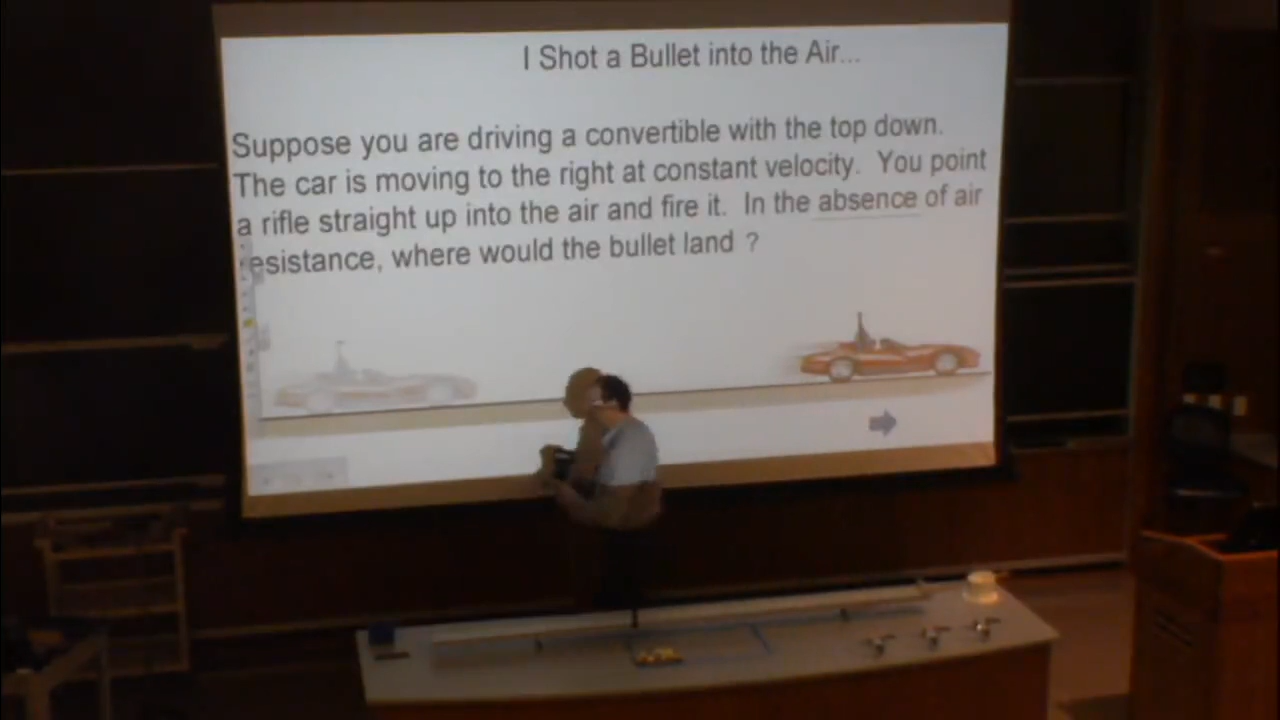 I Shot a Bullet into the Air...
Suppose you are driving a convertible with the top down.
The car is moving to the right at constant velocity. You point
a rifle straight up into the air and fire it. In the absence of air
resistance, where would the bullet land ?